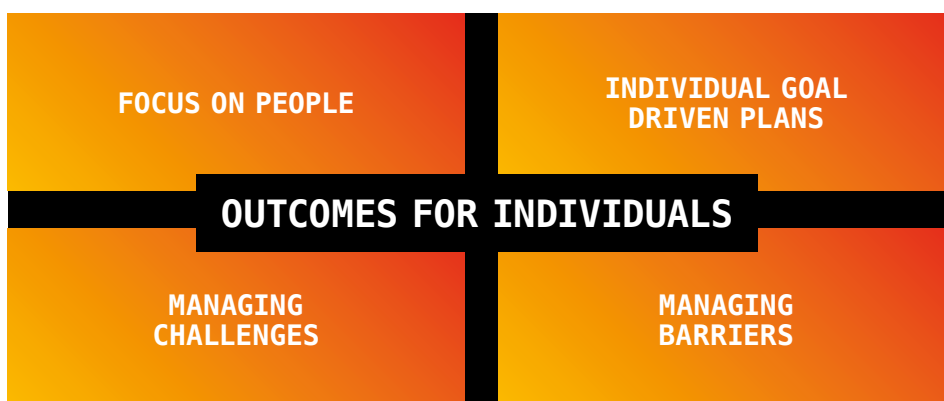 FOCUS ON PEOPLE
INDIVIDUAL GOAL
DRIVEN PLANS
OUTCOMES FOR INDIVIDUALS
MANAGING
CHALLENGES
MANAGING
BARRIERS